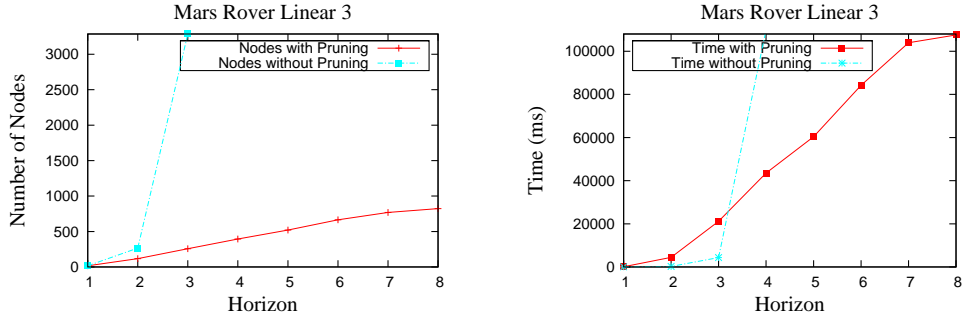 Mars Rover Linear 3
Number of Nodes
3000
2500
2000
1500
1000
500
0
Nodes with Pruning
Nodes without Pruning
1 2 3 4 5 6 7 8
Horizon
Mars Rover Linear 3
Time (ms)
100000
80000
60000
40000
20000
0
Time with Pruning
Time without Pruning
1 2 3 4 5 6 7 8
Horizon